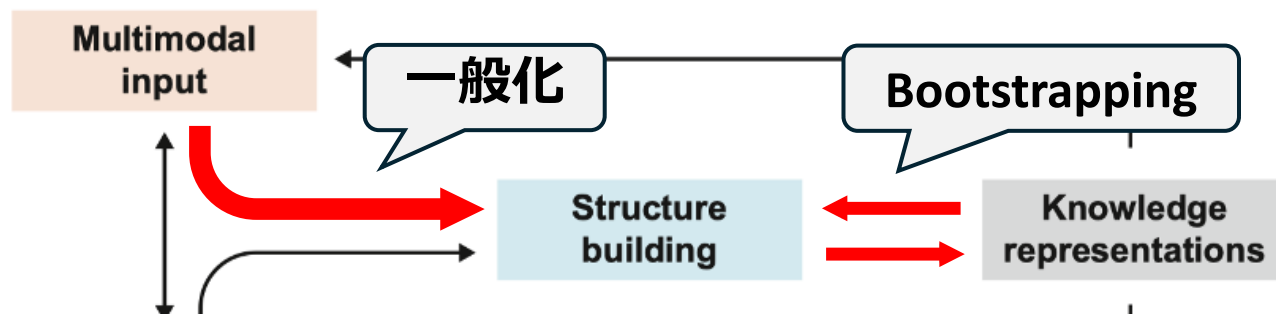 Multimodal
input
一般化
Bootstrapping
Structure
building
Knowledge
representations